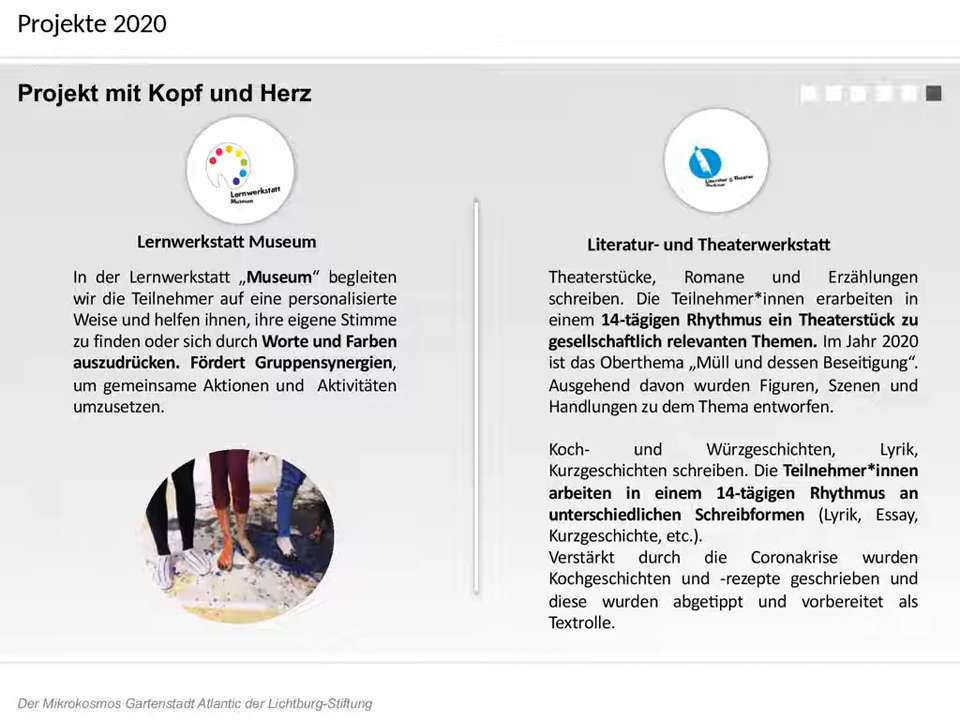 Projekte 2020
Projekt mit Kopf und Herz
Lernwerkstatt
Museum
Lernwerkstatt Museum
In der Lernwerkstatt „Museum“ begleiten
wir die Teilnehmer auf eine personalisierte
Weise und helfen ihnen, ihre eigene Stimme
zu finden oder sich durch Worte und Farben
auszudrücken. Fördert Gruppensynergien,
um gemeinsame Aktionen und Aktivitäten
umzusetzen.
Literatur- und Theaterwerkstatt
Theaterstücke, Romane und Erzählungen
schreiben. Die Teilnehmer*innen erarbeiten in
einem 14-tägigen Rhythmus ein Theaterstück zu
gesellschaftlich relevanten Themen. Im Jahr 2020
ist das Oberthema „Müll und dessen Beseitigung“.
Ausgehend davon wurden Figuren, Szenen und
Handlungen zu dem Thema entworfen.
Koch- und Würzgeschichten, Lyrik,
Kurzgeschichten schreiben. Die Teilnehmer*innen
arbeiten in einem 14-tägigen Rhythmus an
unterschiedlichen Schreibformen (Lyrik, Essay,
Kurzgeschichte, etc.).
Verstärkt durch die Coronakrise wurden
Kochgeschichten und -rezepte geschrieben und
diese wurden abgetippt und vorbereitet als
Textrolle.
Der Mikrokosmos Gartenstadt Atlantic der Lichtburg-Stiftung